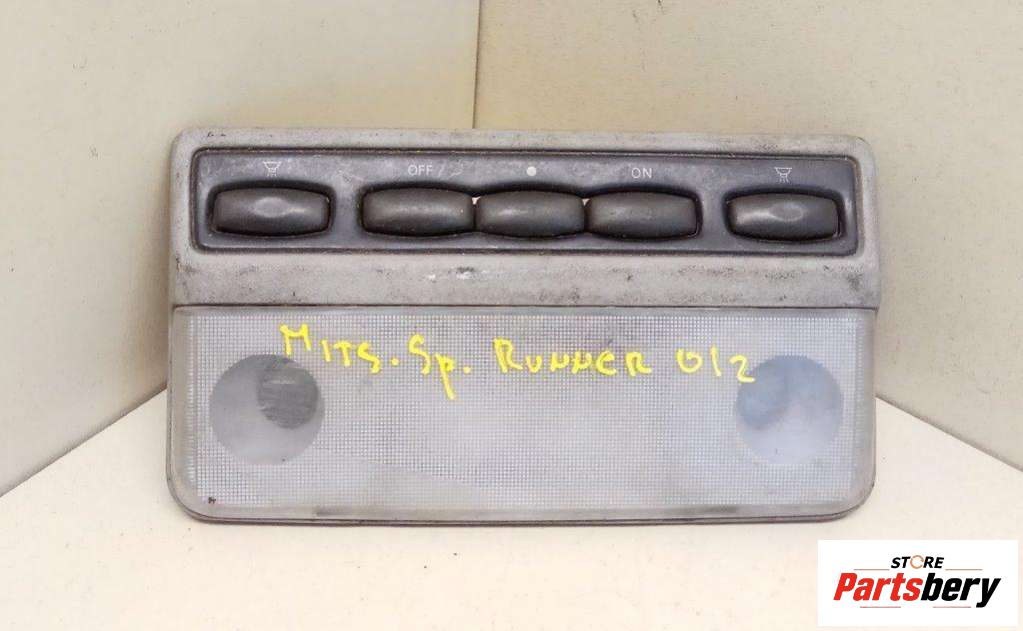 OFF
ON
MITS. Sp. RUNNER 012
STORE
Partsbery